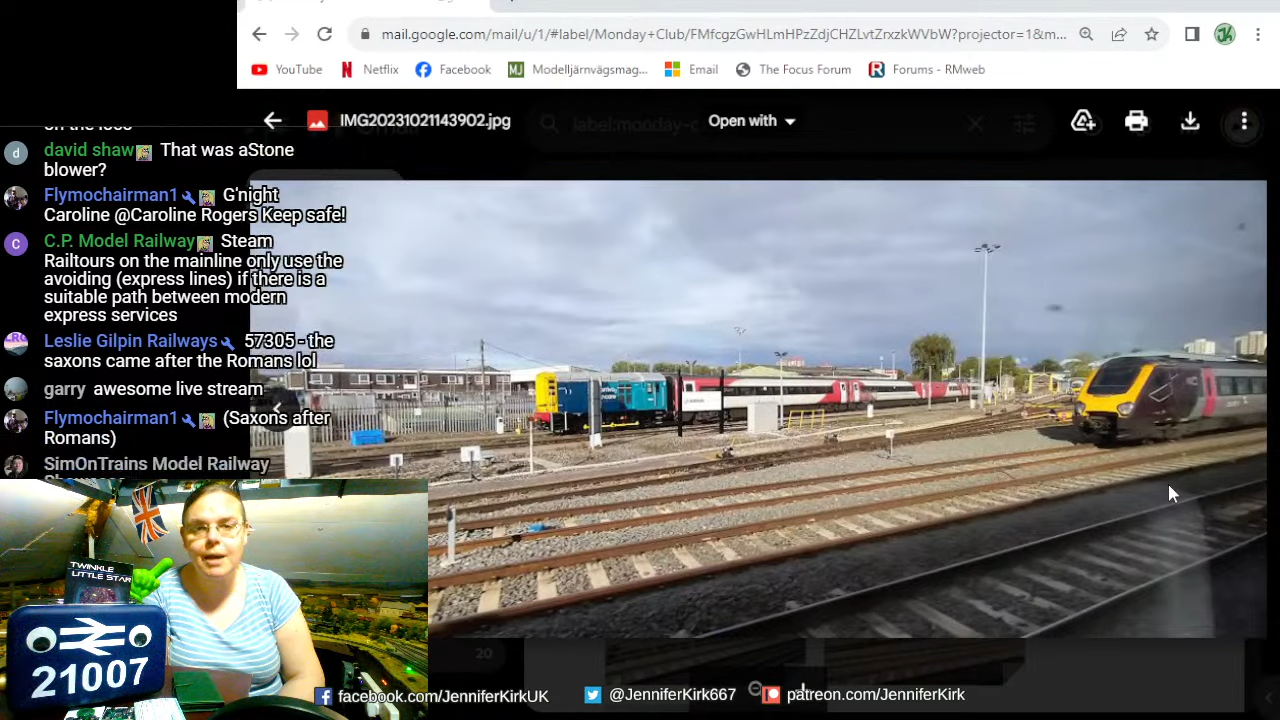 mail.google.com/mail/u/1/#label/Monday+Club/FMfcgzGwHLmHPzZdjCHZLvtZrxzkWVbW?projector=1&m...
YouTube Netflix Facebook Modelljärnvägsmag... Email The Focus Forum Forums - RMweb
IMG20231021143902.jpg Open with
on the loco
david shaw That was aStone
blower?
Flymochairman1 G'night
Caroline @Caroline Rogers Keep safe!
C.P. Model Railway Steam
Railtours on the mainline only use the
avoiding (express lines) if there is a
suitable path between modern
express services
Leslie Gilpin Railways 57305 - the
saxons came after the Romans lol
garry awesome live stream
Flymochairman1 (Saxons after
Romans)
SimOnTrains Model Railway
TWINKLE
LITTLE STAR
21007
20
facebook.com/JenniferKirkUK @JenniferKirk667 patreon.com/JenniferKirk